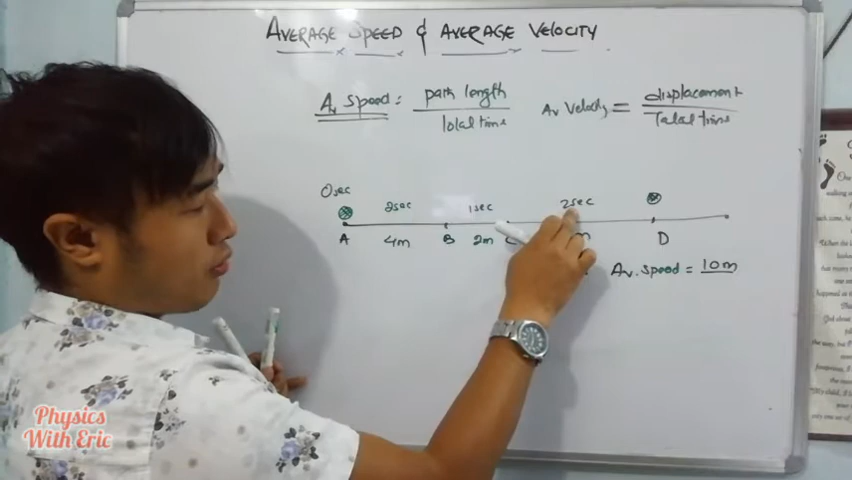 AVERAGE SPEED & AVERAGE VELOCITY
Av Speed = path length / Total time
Av Velocity = displacement / Total time
0sec 2sec 1sec 2sec
A 4m B 2m C m D
Av. Speed = 10m
Physics
With Eric